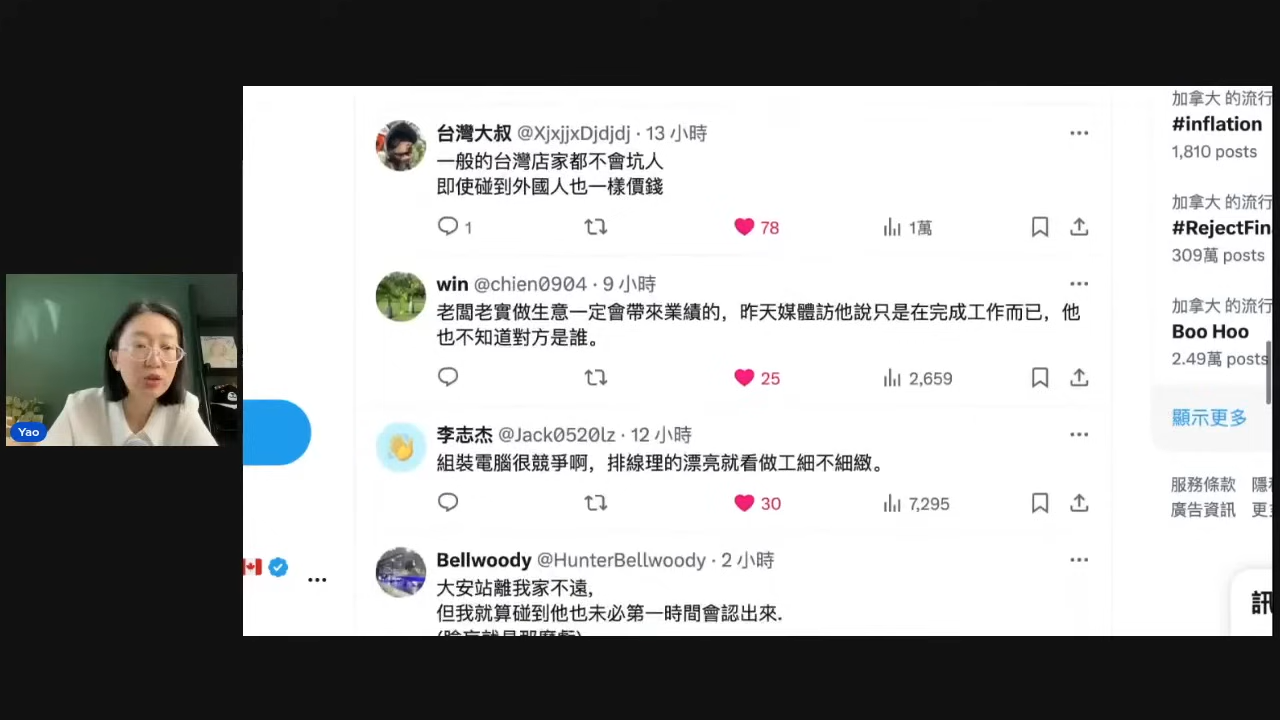 台灣大叔 @XjxjjxDjdjdj · 13 小時
一般的台灣店家都不會坑人
即使碰到外國人也一樣價錢
1
78
1萬
win @chien0904 · 9 小時
老闆老實做生意一定會帶來業績的，昨天媒體訪他說只是在完成工作而已，他
也不知道對方是誰。
25
2,659
李志杰 @Jack0520lz · 12 小時
組裝電腦很競爭啊，排線理的漂亮就看做工細不細緻。
30
7,295
Bellwoody @HunterBellwoody · 2 小時
大安站離我家不遠,
但我就算碰到他也未必第一時間會認出來.
加拿大 的流行
#inflation
1,810 posts
加拿大 的流行
#RejectFin
309萬 posts
加拿大 的流行
Boo Hoo
2.49萬 posts
顯示更多
服務條款
廣告資訊
訊
Yao